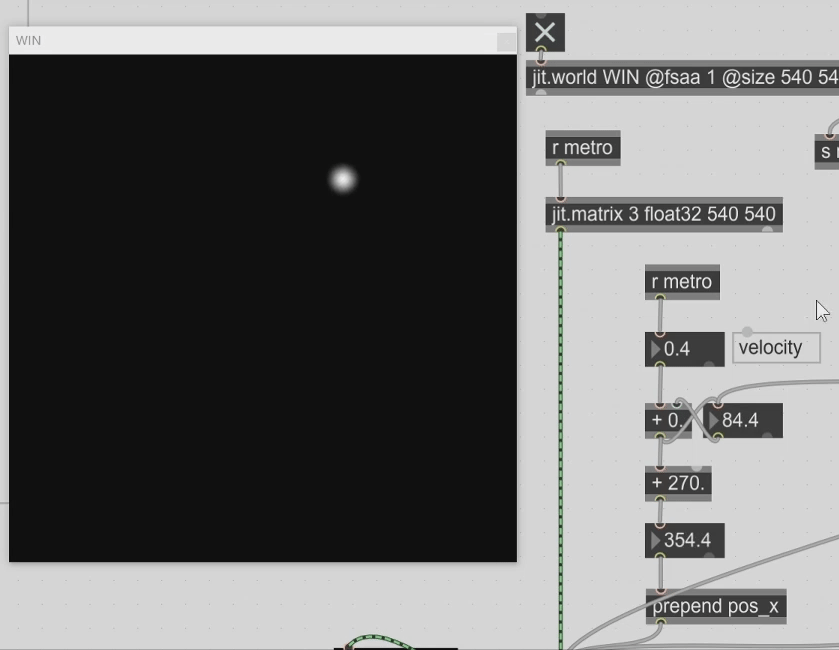 WIN
jit.world WIN @fsaa 1 @size 540 54
r metro
s
jit.matrix 3 float32 540 540
r metro
0.4
velocity
+ 0.
84.4
+ 270.
354.4
prepend pos_x